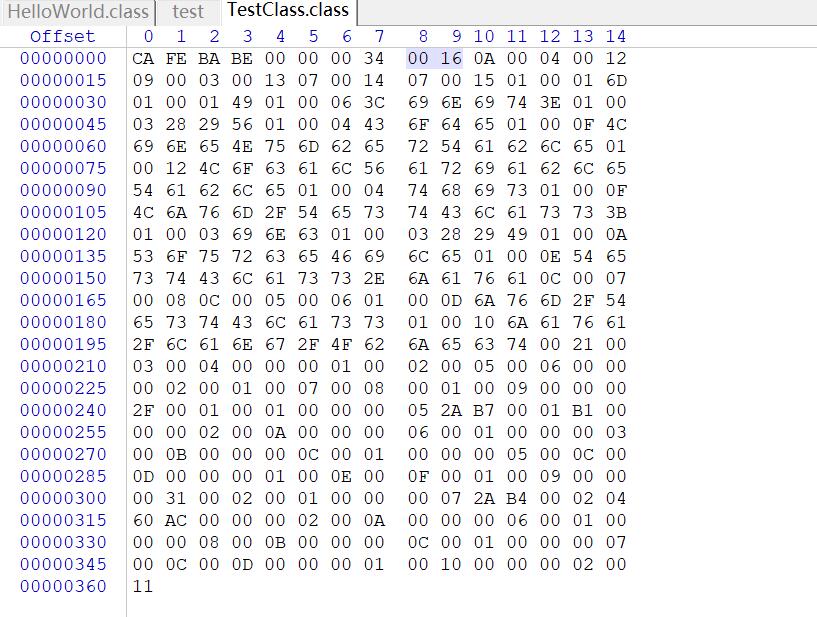 HelloWorld.class test TestClass.class
Offset 0 1 2 3 4 5 6 7 8 9 10 11 12 13 14
00000000 CA FE BA BE 00 00 00 34 00 16 0A 00 04 00 12
00000015 09 00 03 00 13 07 00 14 07 00 15 01 00 01 6D
00000030 01 00 01 49 01 00 06 3C 69 6E 69 74 3E 01 00
00000045 03 28 29 56 01 00 04 43 6F 64 65 01 00 0F 4C
00000060 69 6E 65 4E 75 6D 62 65 72 54 61 62 6C 65 01
00000075 00 12 4C 6F 63 61 6C 56 61 72 69 61 62 6C 65
00000090 54 61 62 6C 65 01 00 04 74 68 69 73 01 00 0F
00000105 4C 6A 76 6D 2F 54 65 73 74 43 6C 61 73 73 3B
00000120 01 00 03 69 6E 63 01 00 03 28 29 49 01 00 0A
00000135 53 6F 75 72 63 65 46 69 6C 65 01 00 0E 54 65
00000150 73 74 43 6C 61 73 73 2E 6A 61 76 61 0C 00 07
00000165 00 08 0C 00 05 00 06 01 00 0D 6A 76 6D 2F 54
00000180 65 73 74 43 6C 61 73 73 01 00 10 6A 61 76 61
00000195 2F 6C 61 6E 67 2F 4F 62 6A 65 63 74 00 21 00
00000210 03 00 04 00 00 00 01 00 02 00 05 00 06 00 00
00000225 00 02 00 01 00 07 00 08 00 01 00 09 00 00 00
00000240 2F 00 01 00 01 00 00 00 05 2A B7 00 01 B1 00
00000255 00 00 02 00 0A 00 00 00 06 00 01 00 00 00 03
00000270 00 0B 00 00 00 0C 00 01 00 00 00 05 00 0C 00
00000285 0D 00 00 00 01 00 0E 00 0F 00 01 00 09 00 00
00000300 00 31 00 02 00 01 00 00 00 07 2A B4 00 02 04
00000315 60 AC 00 00 00 02 00 0A 00 00 00 06 00 01 00
00000330 00 00 08 00 0B 00 00 00 0C 00 01 00 00 00 07
00000345 00 0C 00 0D 00 00 00 01 00 10 00 00 00 02 00
00000360 11